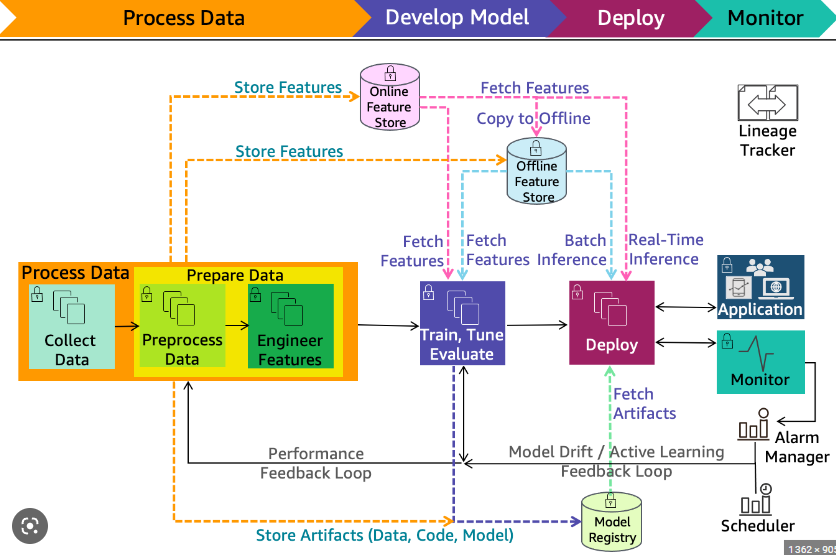 Process Data
Develop Model
Deploy
Monitor
Store Features
Online
Feature
Store
Fetch Features
Copy to Offline
Lineage
Tracker
Store Features
Offline
Feature
Store
Fetch
Features
Fetch
Features
Batch
Inference
Real-Time
Inference
Process Data
Prepare Data
Collect
Data
Preprocess
Data
Engineer
Features
Train, Tune
Evaluate
Deploy
Application
Monitor
Fetch
Artifacts
Alarm
Manager
Performance
Feedback Loop
Model Drift / Active Learning
Feedback Loop
Scheduler
Store Artifacts (Data, Code, Model)
Model
Registry